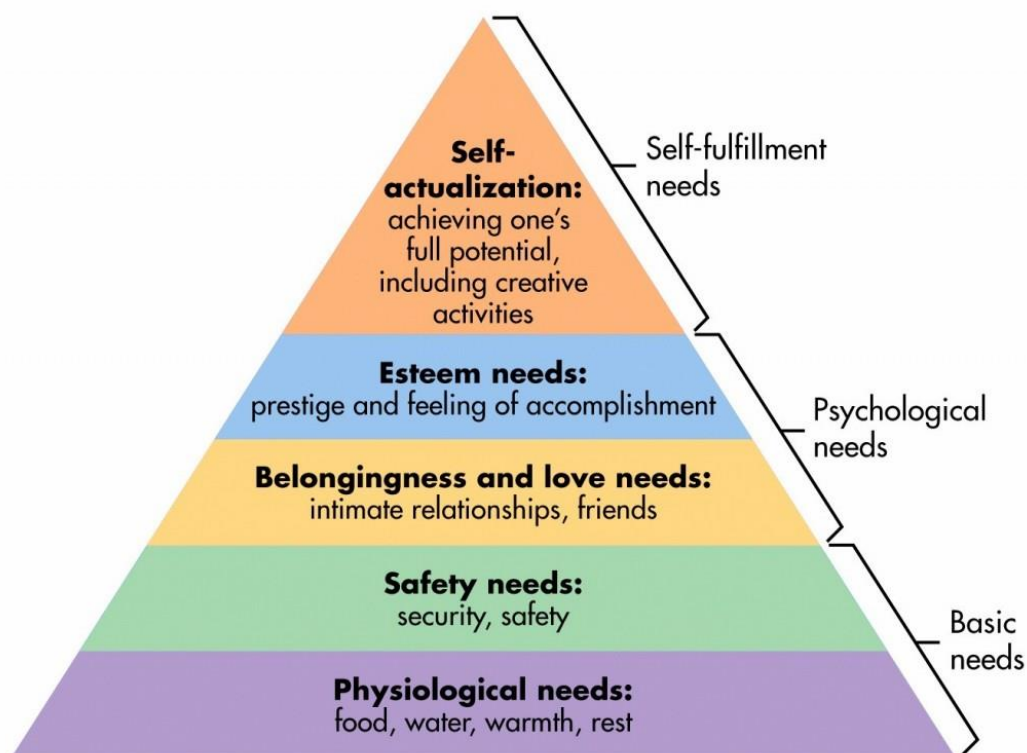 Self-
actualization:
achieving one's
full potential,
including creative
activities
Self-fulfillment
needs
Esteem needs:
prestige and feeling of accomplishment
Belongingness and love needs:
intimate relationships, friends
Psychological
needs
Safety needs:
security, safety
Physiological needs:
food, water, warmth, rest
Basic
needs